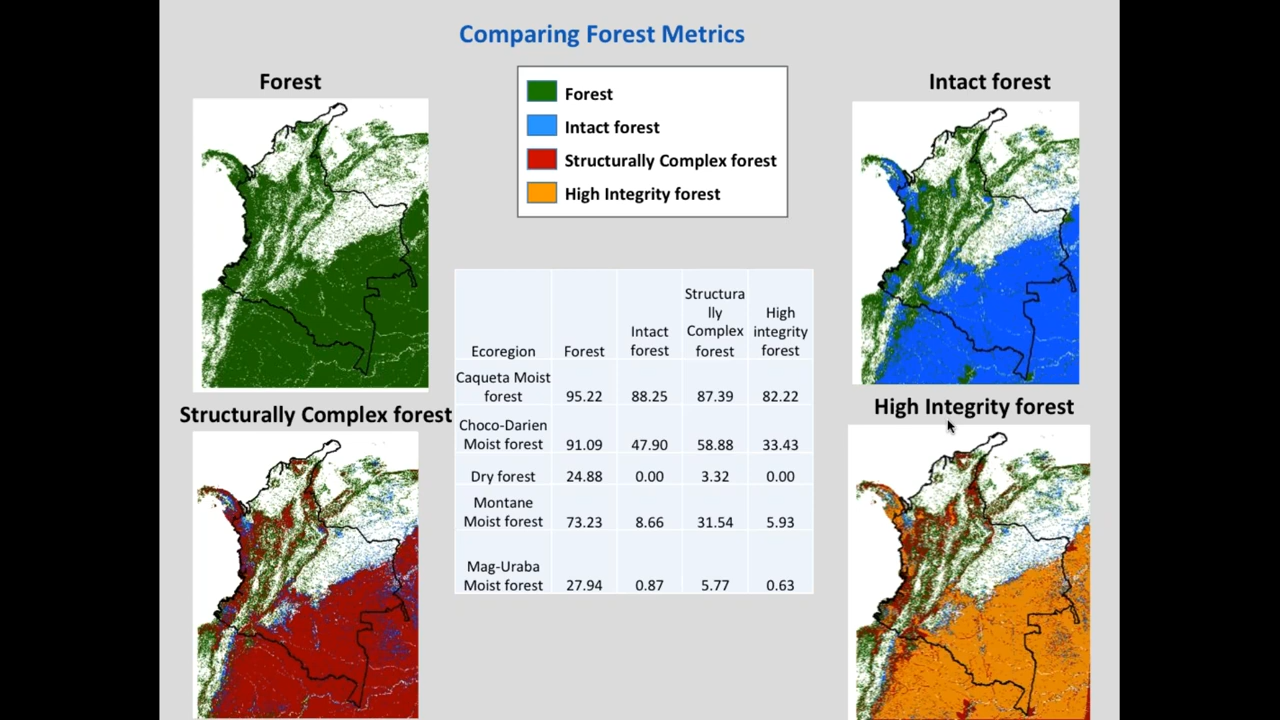 Comparing Forest Metrics
Forest
Forest
Intact forest
Structurally Complex forest
High Integrity forest
Intact forest
Structurally Complex forest
High Integrity forest
Structura
lly
Complex
forest
Ecoregion Forest Intact forest High integrity forest
Caqueta Moist
forest 95.22 88.25 87.39 82.22
Choco-Darien
Moist forest 91.09 47.90 58.88 33.43
Dry forest 24.88 0.00 3.32 0.00
Montane
Moist forest 73.23 8.66 31.54 5.93
Mag-Uraba
Moist forest 27.94 0.87 5.77 0.63